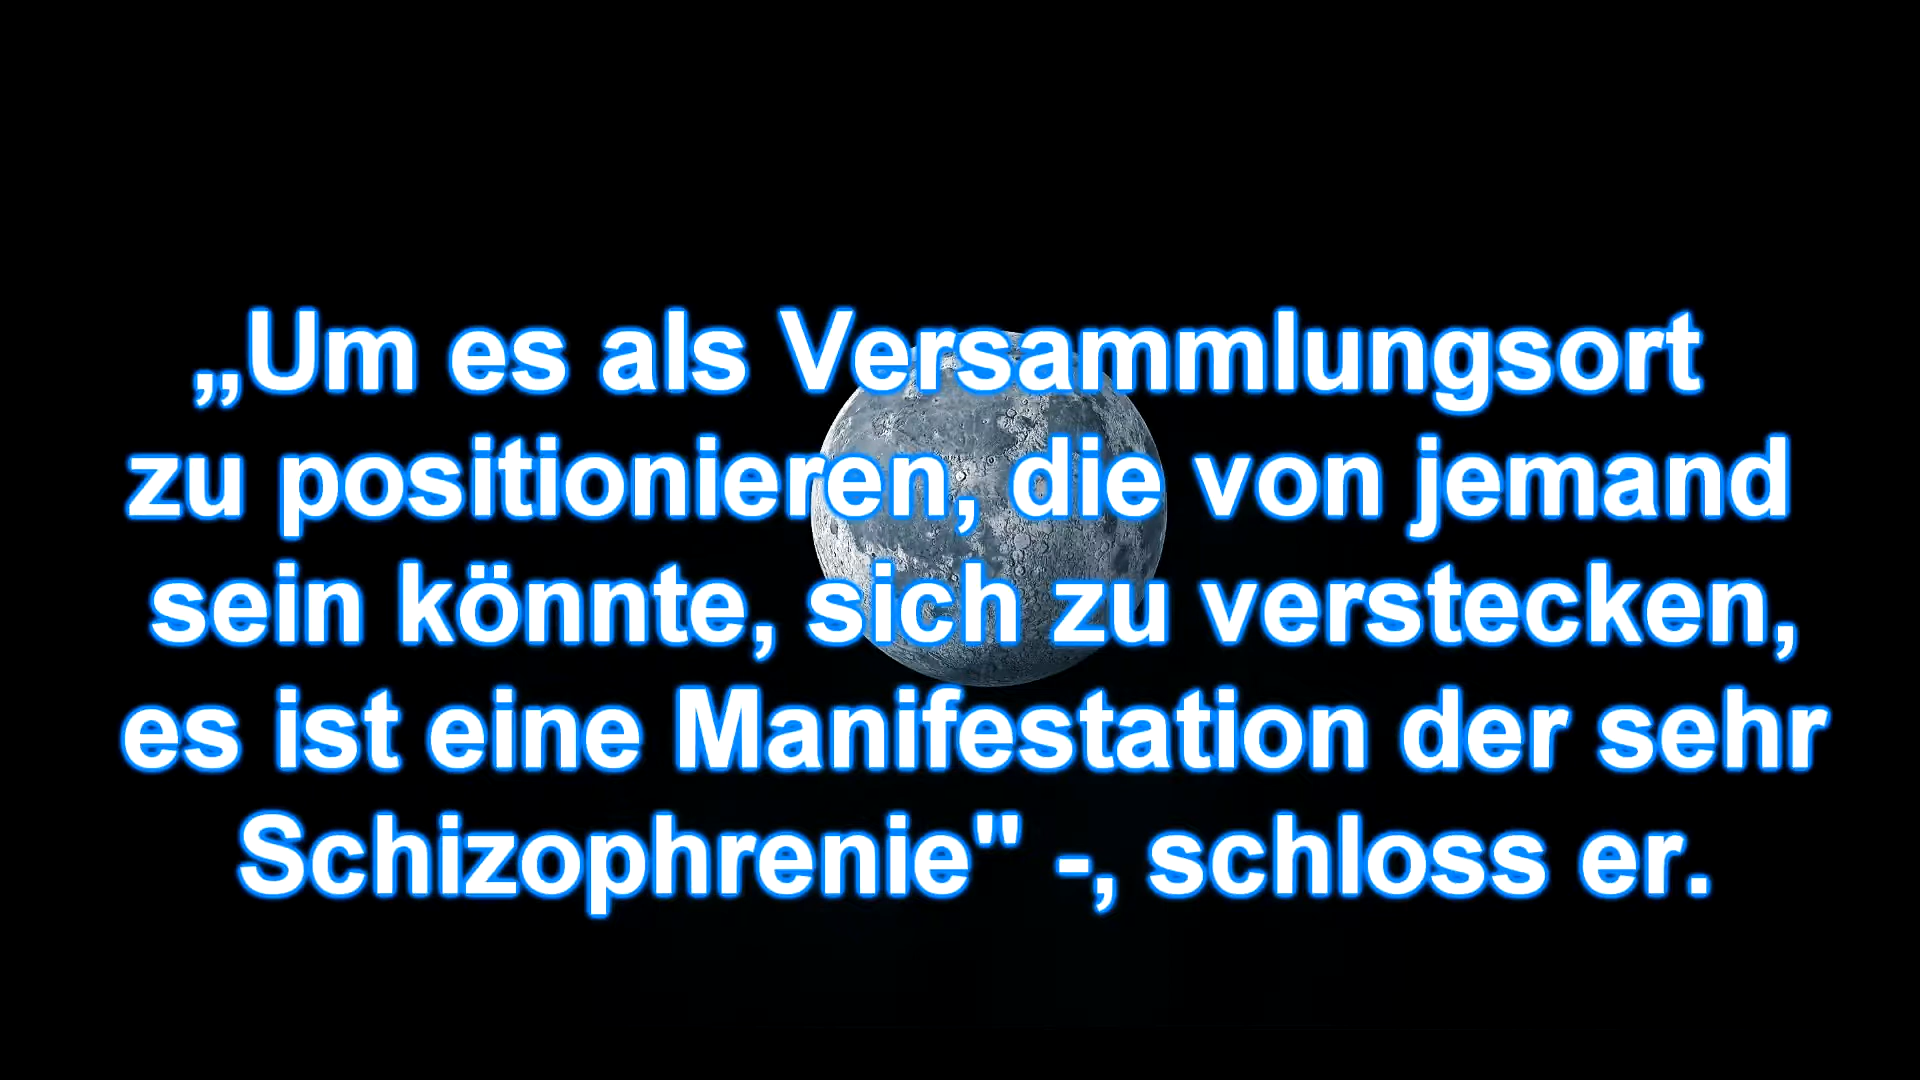 „Um es als Versammlungsort
zu positionieren, die von jemand
sein könnte, sich zu verstecken,
es ist eine Manifestation der sehr
Schizophrenie" -, schloss er.